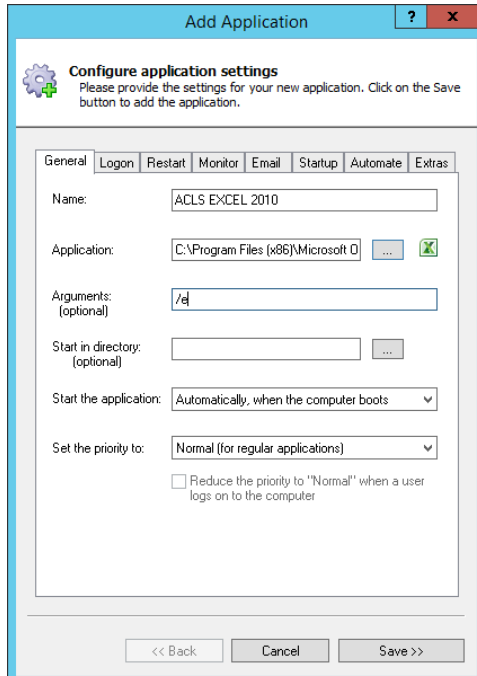 Add Application
?
x
Configure application settings
Please provide the settings for your new application. Click on the Save
button to add the application.
General Logon Restart Monitor Email Startup Automate Extras
Name: ACLS EXCEL 2010
Application: C:\Program Files (x86)\Microsoft O ...
Arguments: /e
(optional)
Start in directory: ...
(optional)
Start the application: Automatically, when the computer boots
Set the priority to: Normal (for regular applications)
Reduce the priority to "Normal" when a user
logs on to the computer
<< Back Cancel Save >>